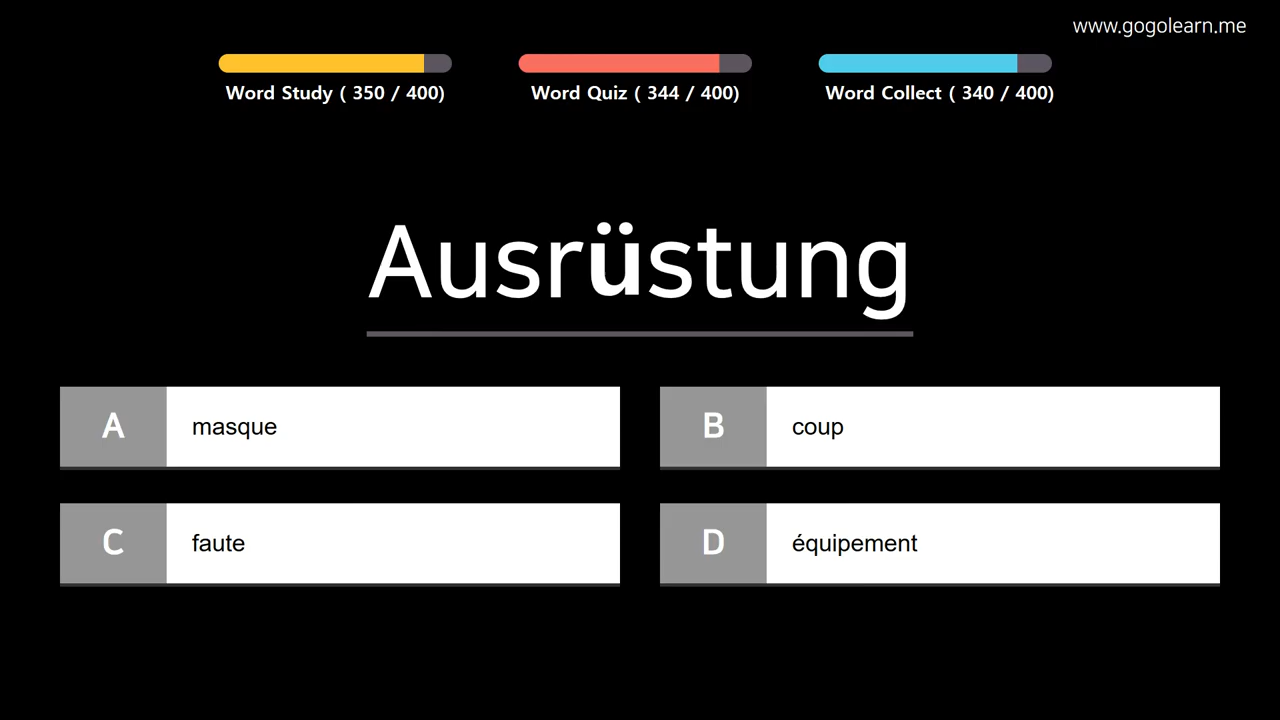 www.gogolearn.me
Word Study ( 350 / 400)
Word Quiz ( 344 / 400)
Word Collect ( 340 / 400)
Ausrüstung
A masque
B coup
C faute
D équipement